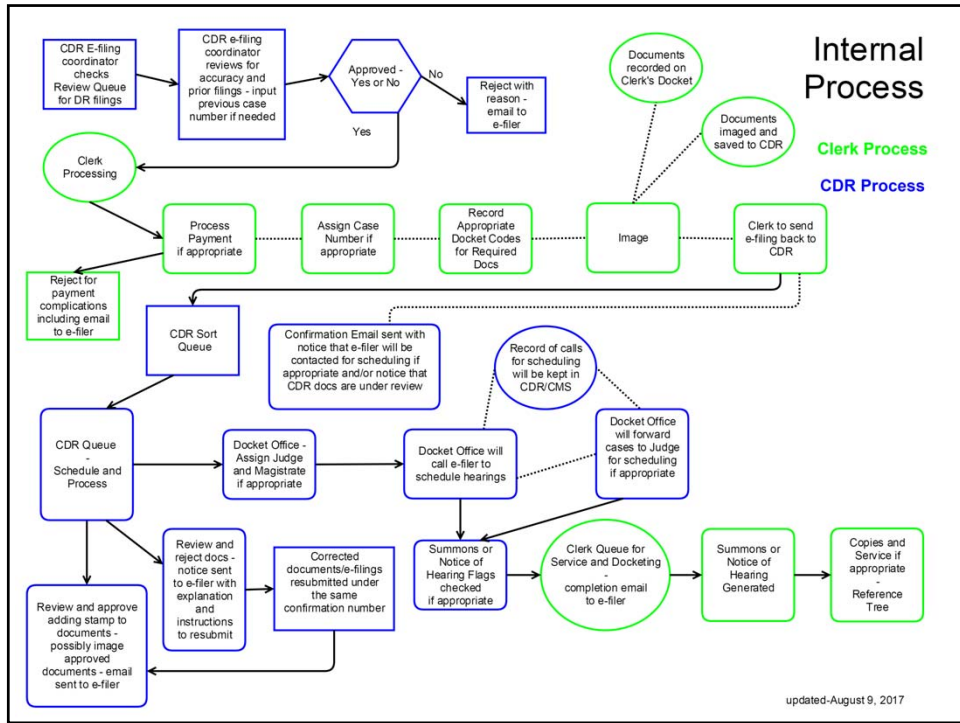 Internal
Process
Clerk Process
CDR Process
CDR E-filing
coordinator
checks
Review Queue
for DR filings
CDR e-filing
coordinator
reviews for
accuracy and
prior filings -
input
previous case
number if needed
Approved -
Yes or No
No
Yes
Reject with
reason -
email to
e-filer
Documents
recorded on
Clerk's Docket
Documents
imaged and
saved to CDR
Clerk
Processing
Process
Payment
if appropriate
Assign Case
Number if
appropriate
Record
Appropriate
Docket Codes
for Required
Docs
Image
Clerk to send
e-filing back to
CDR
Reject for
payment
complications
including email
to e-filer
CDR Sort
Queue
Confirmation Email sent with
notice that e-filer will be
contacted for scheduling if
appropriate and/or notice that
CDR docs are under review
Record of calls
for scheduling
will be kept in
CDR/CMS
CDR Queue
-
Schedule and
Process
Docket Office -
Assign Judge
and Magistrate
if appropriate
Docket Office will
call e-filer to
schedule hearings
Docket Office
will forward
cases to Judge
for scheduling
if appropriate
Review and approve
adding stamp to
documents -
possibly image
approved
documents - email
sent to e-filer
Review and
reject docs -
notice sent
to e-filer with
explanation
and
instructions
to resubmit
Corrected
documents/e-filings
resubmitted under
the same
confirmation number
Summons or
Notice of
Hearing Flags
checked
if appropriate
Clerk Queue for
Service and Docketing
-
completion email
to e-filer
Summons or
Notice of
Hearing
Generated
Copies and
Service if
appropriate
-
Reference
Tree
updated-August 9, 2017